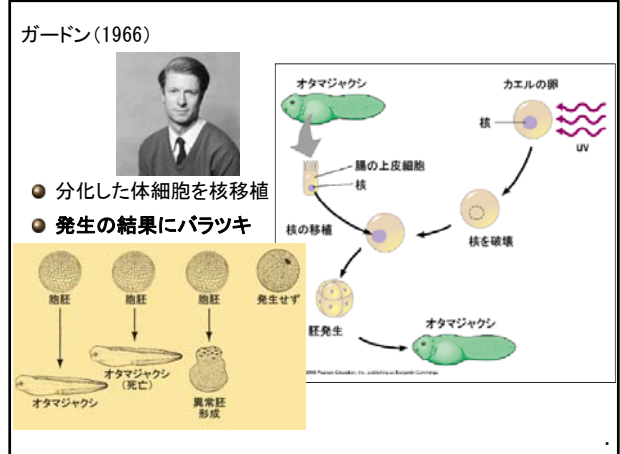 ガードン(1966)
分化した体細胞を核移植
発生の結果にバラツキ
オタマジャクシ
カエルの卵
核
UV
腸の上皮細胞
核
核の移植
核を破壊
胚発生
オタマジャクシ
胞胚
胞胚
胞胚
発生せず
オタマジャクシ
オタマジャクシ
(死亡)
異常胚
形成
.